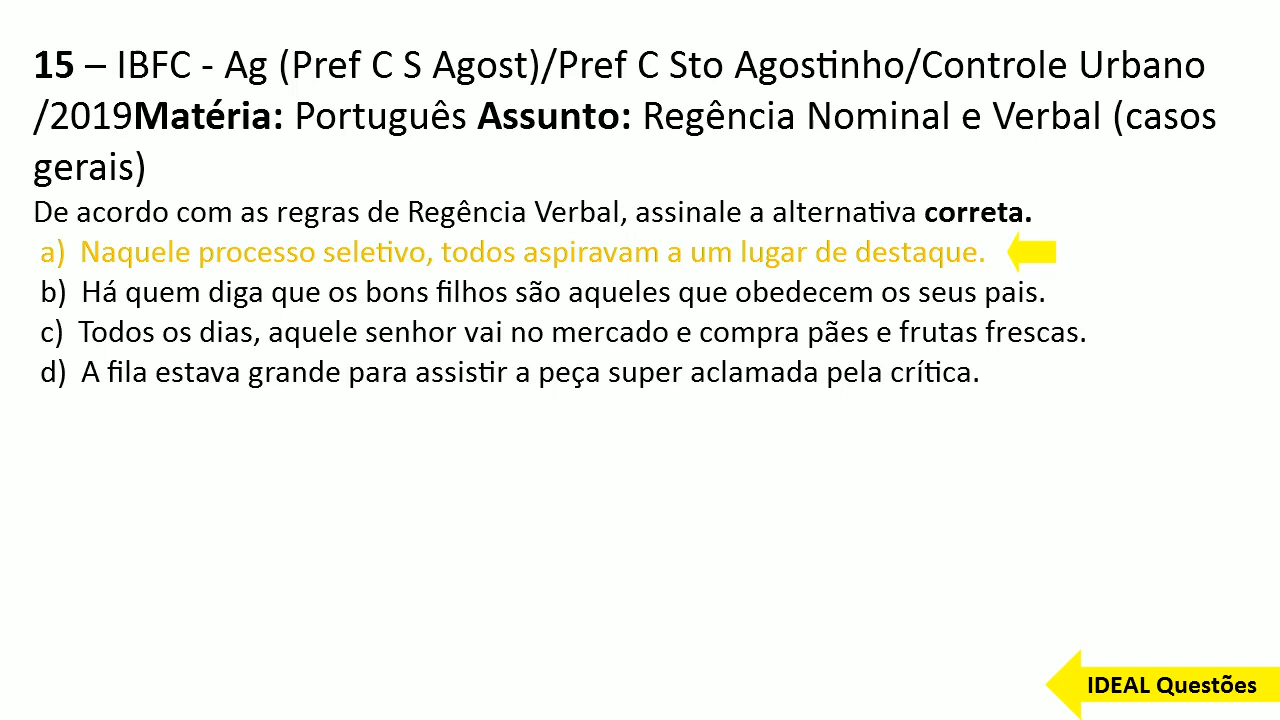 15 – IBFC - Ag (Pref C S Agost)/Pref C Sto Agostinho/Controle Urbano
/2019Matéria: Português Assunto: Regência Nominal e Verbal (casos
gerais)
De acordo com as regras de Regência Verbal, assinale a alternativa correta.
a) Naquele processo seletivo, todos aspiravam a um lugar de destaque.
b) Há quem diga que os bons filhos são aqueles que obedecem os seus pais.
c) Todos os dias, aquele senhor vai no mercado e compra pães e frutas frescas.
d) A fila estava grande para assistir a peça super aclamada pela crítica.
IDEAL Questões